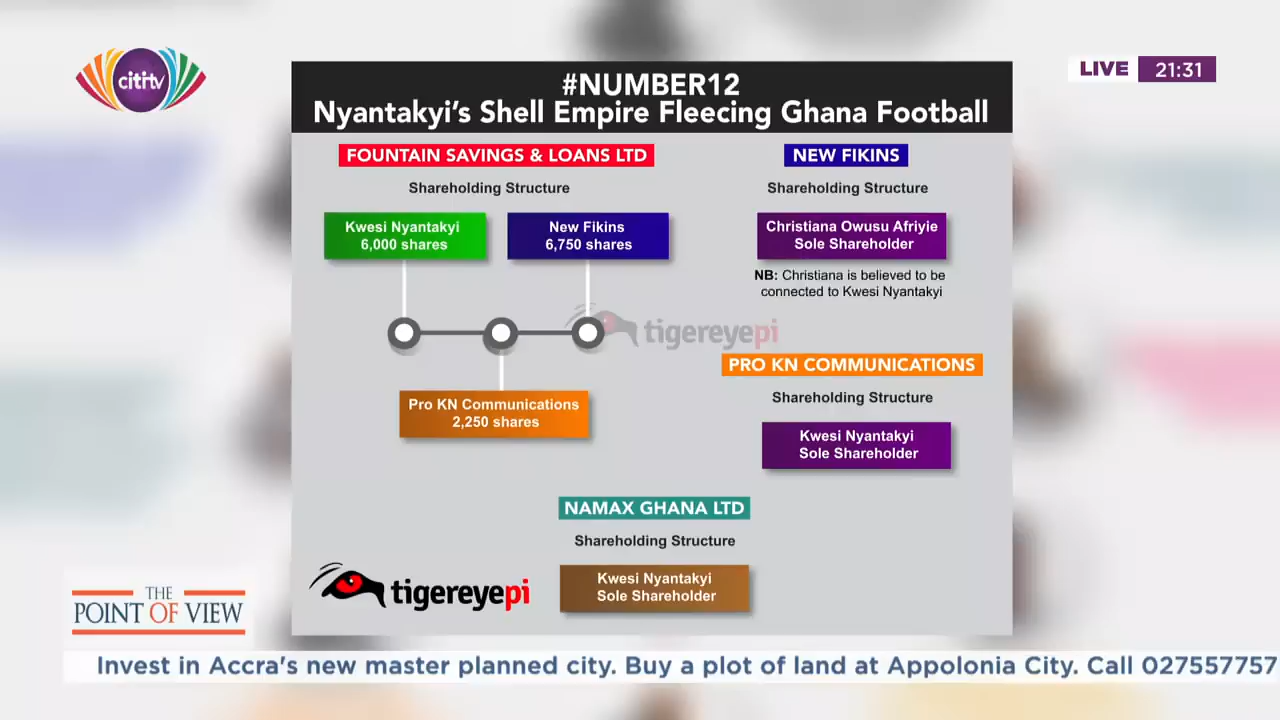 citi tv
LIVE 21:31
#NUMBER12
Nyantakyi's Shell Empire Fleecing Ghana Football
FOUNTAIN SAVINGS & LOANS LTD
Shareholding Structure
Kwesi Nyantakyi
6,000 shares
New Fikins
6,750 shares
Pro KN Communications
2,250 shares
NEW FIKINS
Shareholding Structure
Christiana Owusu Afriyie
Sole Shareholder
NB: Christiana is believed to be
connected to Kwesi Nyantakyi
tigereyepi
PRO KN COMMUNICATIONS
Shareholding Structure
Kwesi Nyantakyi
Sole Shareholder
NAMAX GHANA LTD
Shareholding Structure
Kwesi Nyantakyi
Sole Shareholder
tigereyepi
THE
POINT OF VIEW
Invest in Accra's new master planned city. Buy a plot of land at Appolonia City. Call 027557757